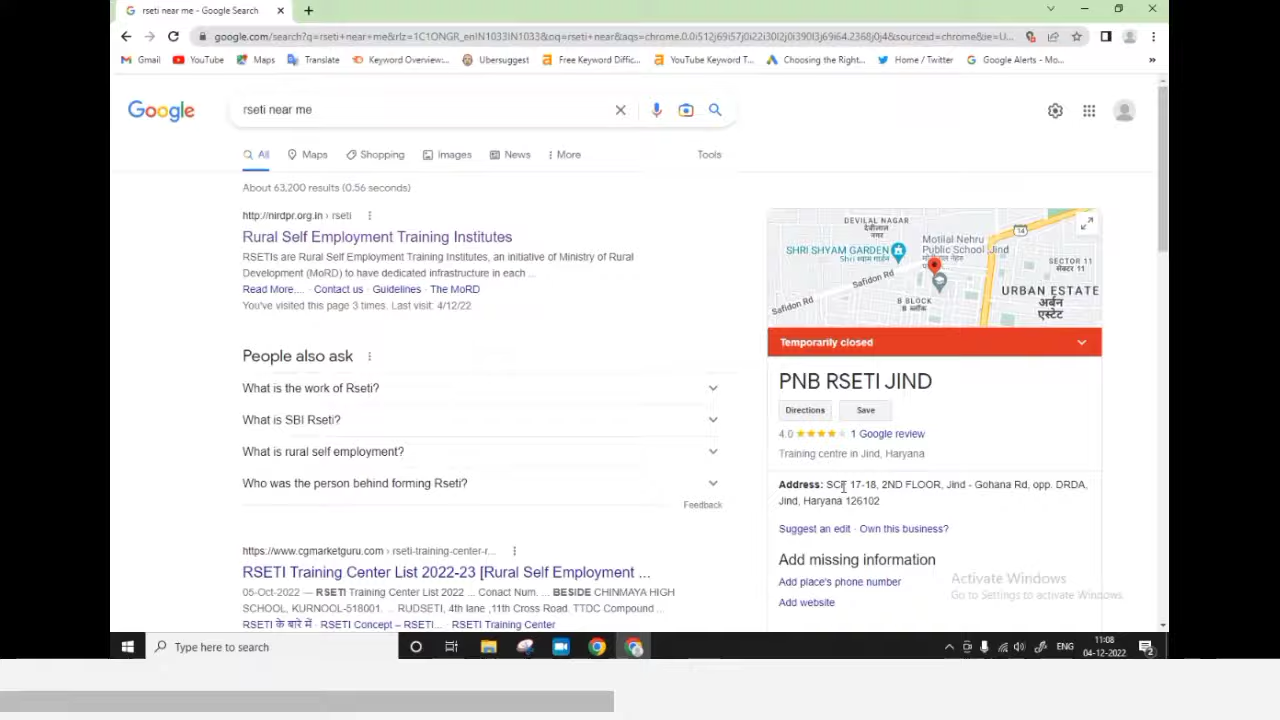 rseti near me - Google Search
google.com/search?q=rseti+near+me&rlz=1C1ONGR_enIN1033IN1033&oq=rseti+near&aqs=chrome.0.0i512j69i57j0i22i30l2j0i390l3j69i64.2368j0j4&sourceid=chrome&ie=U...
Gmail YouTube Maps Translate Keyword Overview:... Ubersuggest Free Keyword Diffic... YouTube Keyword T... Choosing the Right... Home / Twitter Google Alerts - Mo... »
Google
rseti near me
All Maps Shopping Images News More Tools
About 63,200 results (0.56 seconds)
http://nirdpr.org.in › rseti
Rural Self Employment Training Institutes
RSETIs are Rural Self Employment Training Institutes, an initiative of Ministry of Rural
Development (MoRD) to have dedicated infrastructure in each ...
Read More.... · Contact us · Guidelines · The MoRD
You've visited this page 3 times. Last visit: 4/12/22
People also ask
What is the work of Rseti?
What is SBI Rseti?
What is rural self employment?
Who was the person behind forming Rseti?
Feedback
https://www.cgmarketguru.com › rseti-training-center-r...
RSETI Training Center List 2022-23 [Rural Self Employment ...
05-Oct-2022 — RSETI Training Center List 2022 ... Conact Num. ... BESIDE CHINMAYA HIGH
SCHOOL, KURNOOL-518001. ... RUDSETI, 4th lane ,11th Cross Road. TTDC Compound ...
RSETI के बारे में · RSETI Concept – RSETI... · RSETI Training Center
DEVILAL NAGAR
देवीलाल
नगर
SHRI SHYAM GARDEN
Motilal Nehru
Public School Jind
Safidon Rd
Safidon Rd
B BLOCK
14
SECTOR 11
सेक्टर 11
URBAN ESTATE
अर्बन
एस्टेट
Temporarily closed
PNB RSETI JIND
Directions Save
4.0 1 Google review
Training centre in Jind, Haryana
Address: SCF 17-18, 2ND FLOOR, Jind - Gohana Rd, opp. DRDA,
Jind, Haryana 126102
Suggest an edit · Own this business?
Add missing information
Add place's phone number
Add website
Activate Windows
Go to Settings to activate Windows.
Type here to search
ENG
11:08
04-12-2022
2